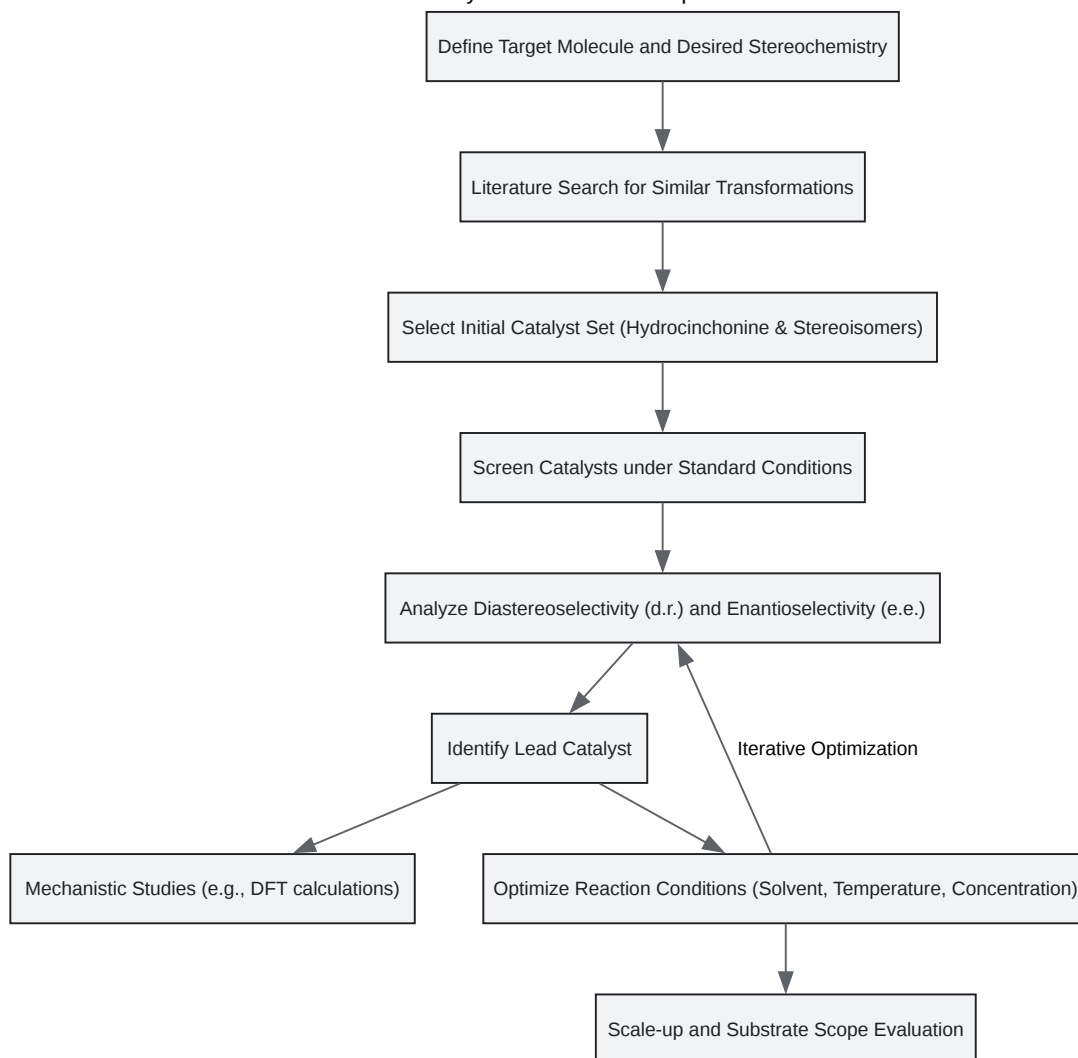 Define Target Molecule and Desired Stereochemistry
Literature Search for Similar Transformations
Select Initial Catalyst Set (Hydrocinchonine & Stereoisomers)
Screen Catalysts under Standard Conditions
Analyze Diastereoselectivity (d.r.) and Enantioselectivity (e.e.)
Identify Lead Catalyst
Iterative Optimization
Mechanistic Studies (e.g., DFT calculations)
Optimize Reaction Conditions (Solvent, Temperature, Concentration)
Scale-up and Substrate Scope Evaluation